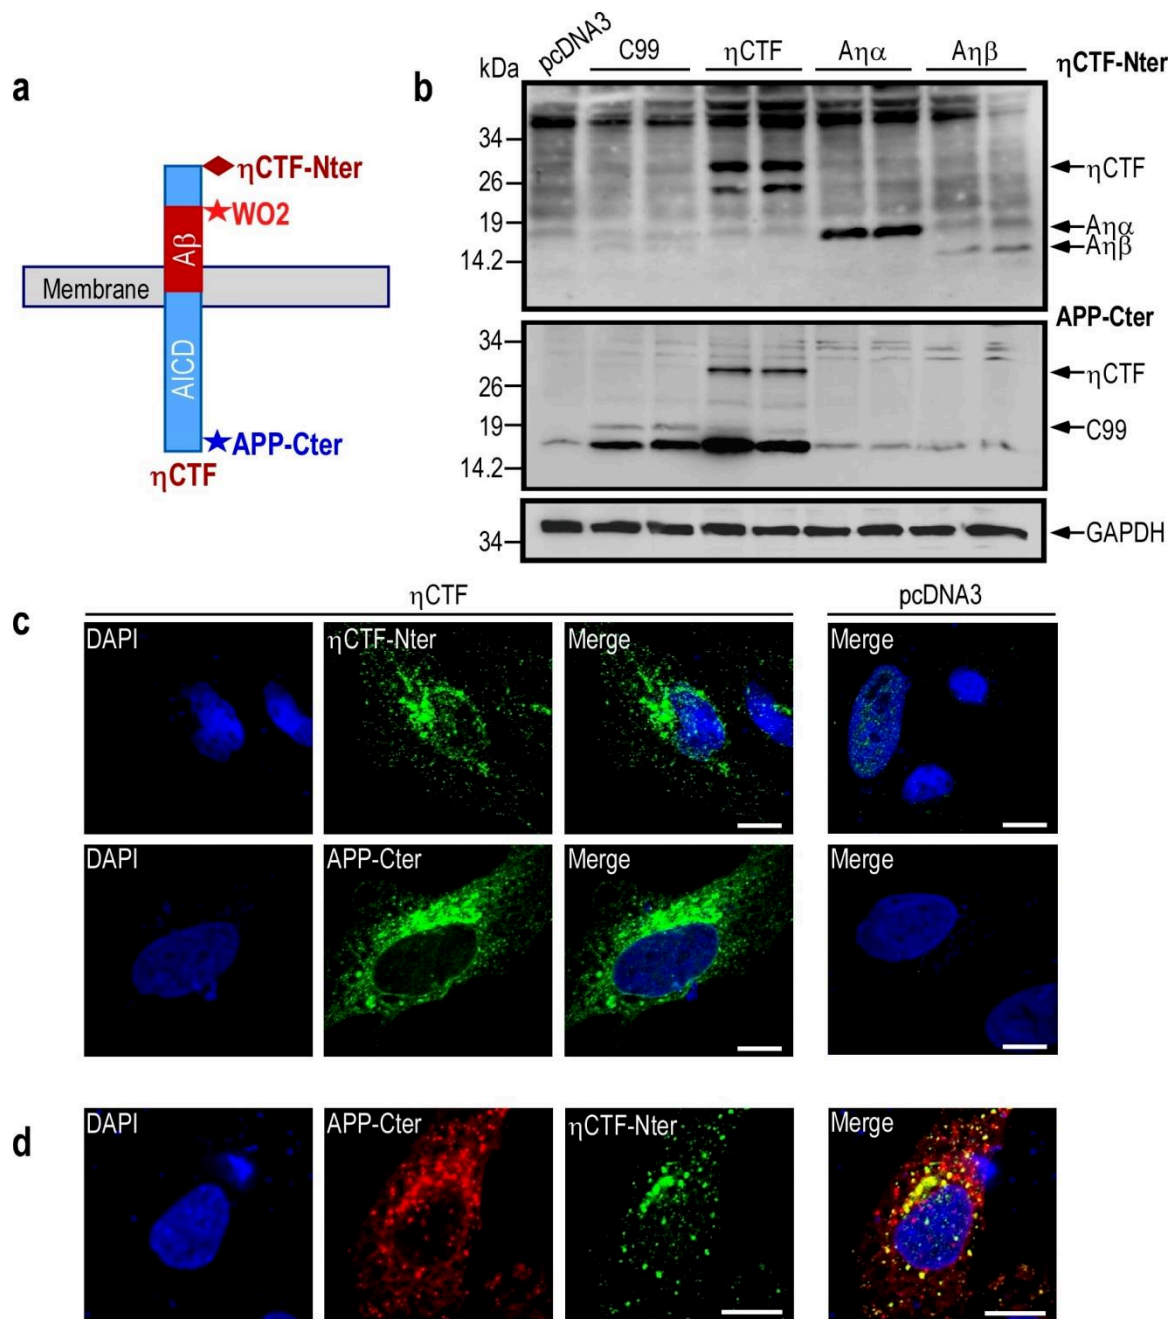 a
ηCTF-Nter
WO2
Aβ
Membrane
AICD
APP-Cter
ηCTF
b
kDa
pcDNA3
C99
ηCTF
Aηα
Aηβ
ηCTF-Nter
34
26
19
14.2
ηCTF
Aηα
Aηβ
APP-Cter
34
26
19
14.2
ηCTF
C99
34
GAPDH
c
ηCTF
pcDNA3
DAPI
ηCTF-Nter
Merge
Merge
DAPI
APP-Cter
Merge
Merge
d
DAPI
APP-Cter
ηCTF-Nter
Merge